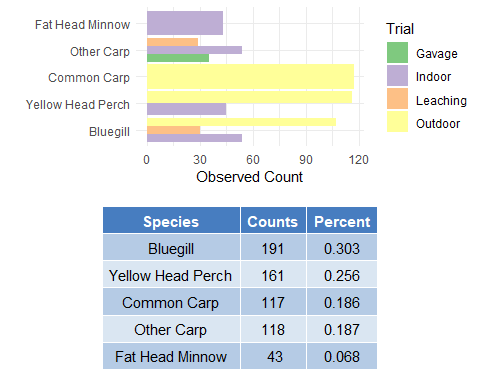 Fat Head Minnow
Other Carp
Common Carp
Yellow Head Perch
Bluegill
0 30 60 90 120
Observed Count
Trial
Gavage
Indoor
Leaching
Outdoor
Species Counts Percent
Bluegill 191 0.303
Yellow Head Perch 161 0.256
Common Carp 117 0.186
Other Carp 118 0.187
Fat Head Minnow 43 0.068